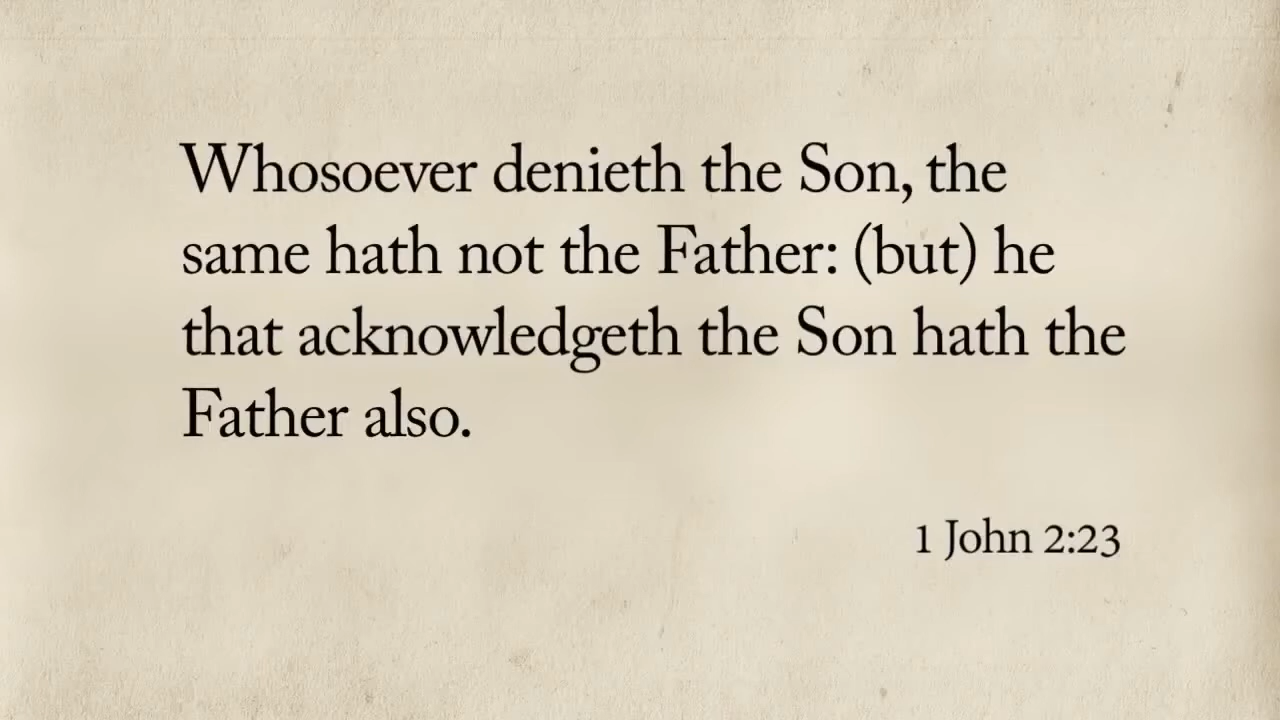 Whosoever denieth the Son, the
same hath not the Father: (but) he
that acknowledgeth the Son hath the
Father also.
1 John 2:23